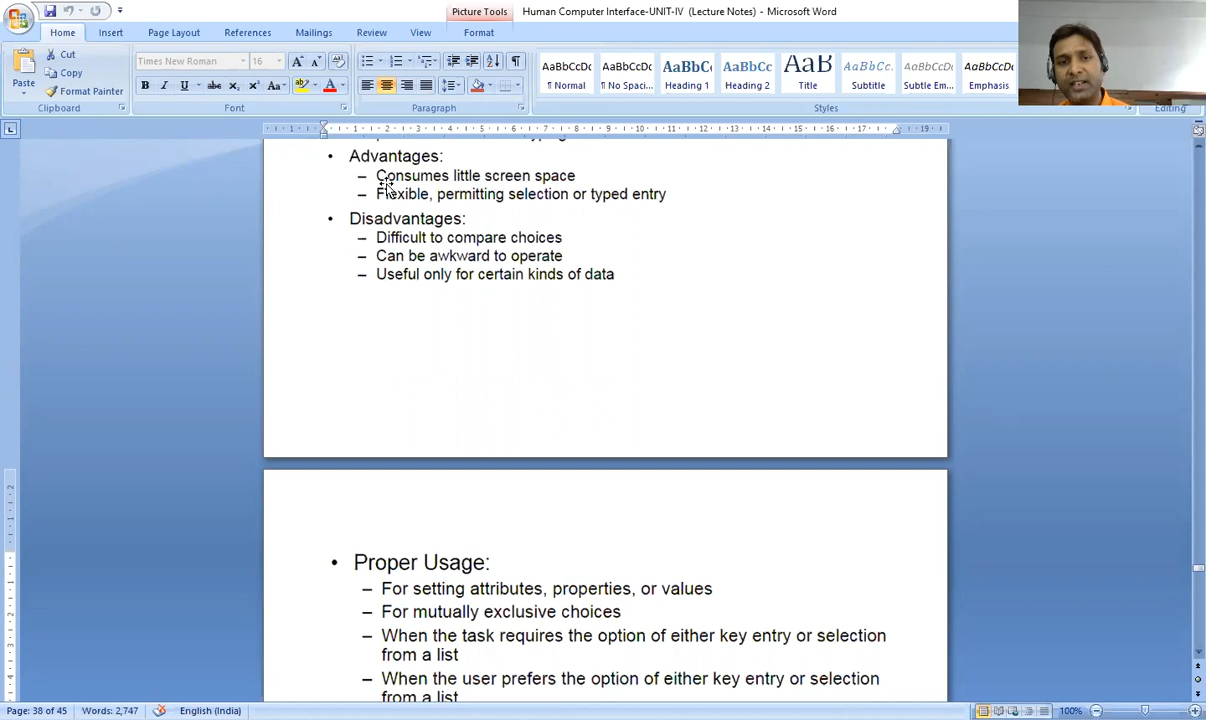 Picture Tools
Human Computer Interface-UNIT-IV (Lecture Notes) - Microsoft Word
Home Insert Page Layout References Mailings Review View Format
Paste
Cut
Copy
Format Painter
Clipboard
Times New Roman 16
Font
Paragraph
AaBbCcDc AaBbCcDc AaBbC AaBbCc AaB AaBbCc. AaBbCc. AaBbCcDc
¶ Normal ¶ No Spaci... Heading 1 Heading 2 Title Subtitle Subtle Em... Emphasis
Styles
Editing
• Advantages:
– Consumes little screen space
– Flexible, permitting selection or typed entry
• Disadvantages:
– Difficult to compare choices
– Can be awkward to operate
– Useful only for certain kinds of data
• Proper Usage:
– For setting attributes, properties, or values
– For mutually exclusive choices
– When the task requires the option of either key entry or selection
from a list
– When the user prefers the option of either key entry or selection
from a list
Page: 38 of 45 Words: 2,747 English (India) 100%